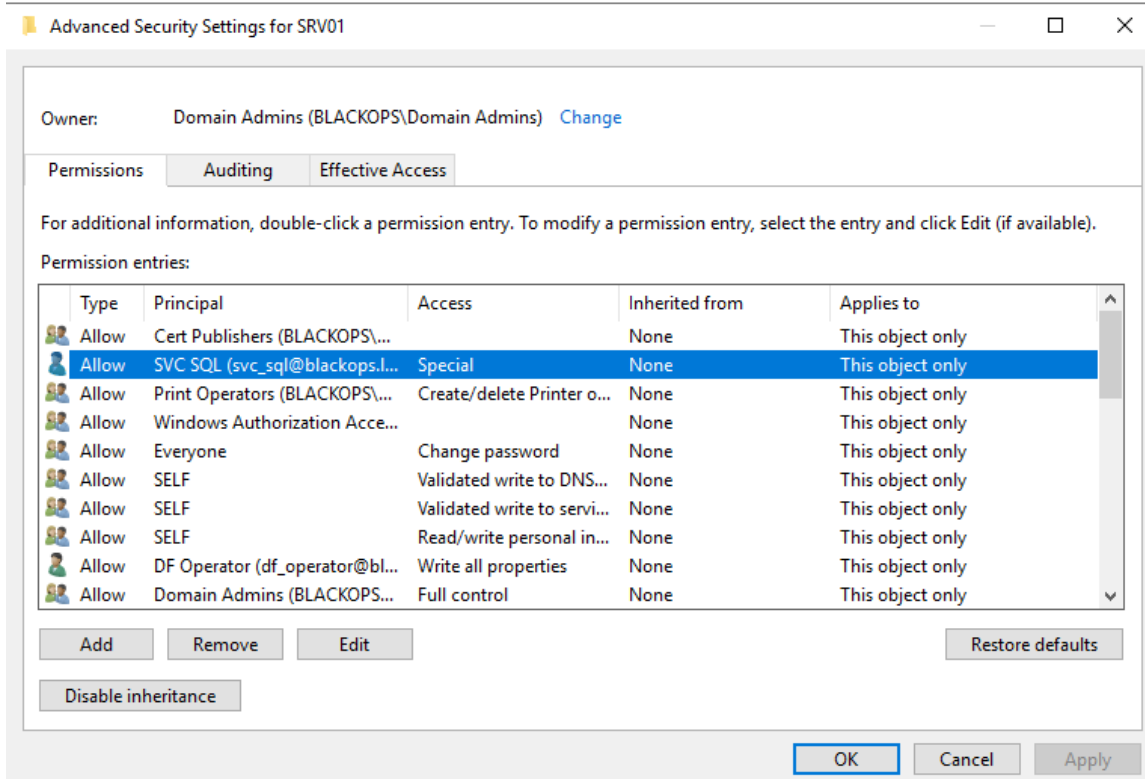 Advanced Security Settings for SRV01
Owner: Domain Admins (BLACKOPS\Domain Admins) Change
Permissions Auditing Effective Access
For additional information, double-click a permission entry. To modify a permission entry, select the entry and click Edit (if available).
Permission entries:
Type Principal Access Inherited from Applies to
Allow Cert Publishers (BLACKOPS\... None This object only
Allow SVC SQL (svc_sql@blackops.l... Special None This object only
Allow Print Operators (BLACKOPS\... Create/delete Printer o... None This object only
Allow Windows Authorization Acce... None This object only
Allow Everyone Change password None This object only
Allow SELF Validated write to DNS... None This object only
Allow SELF Validated write to servi... None This object only
Allow SELF Read/write personal in... None This object only
Allow DF Operator (df_operator@bl... Write all properties None This object only
Allow Domain Admins (BLACKOPS... Full control None This object only
Add Remove Edit Restore defaults
Disable inheritance
OK Cancel Apply